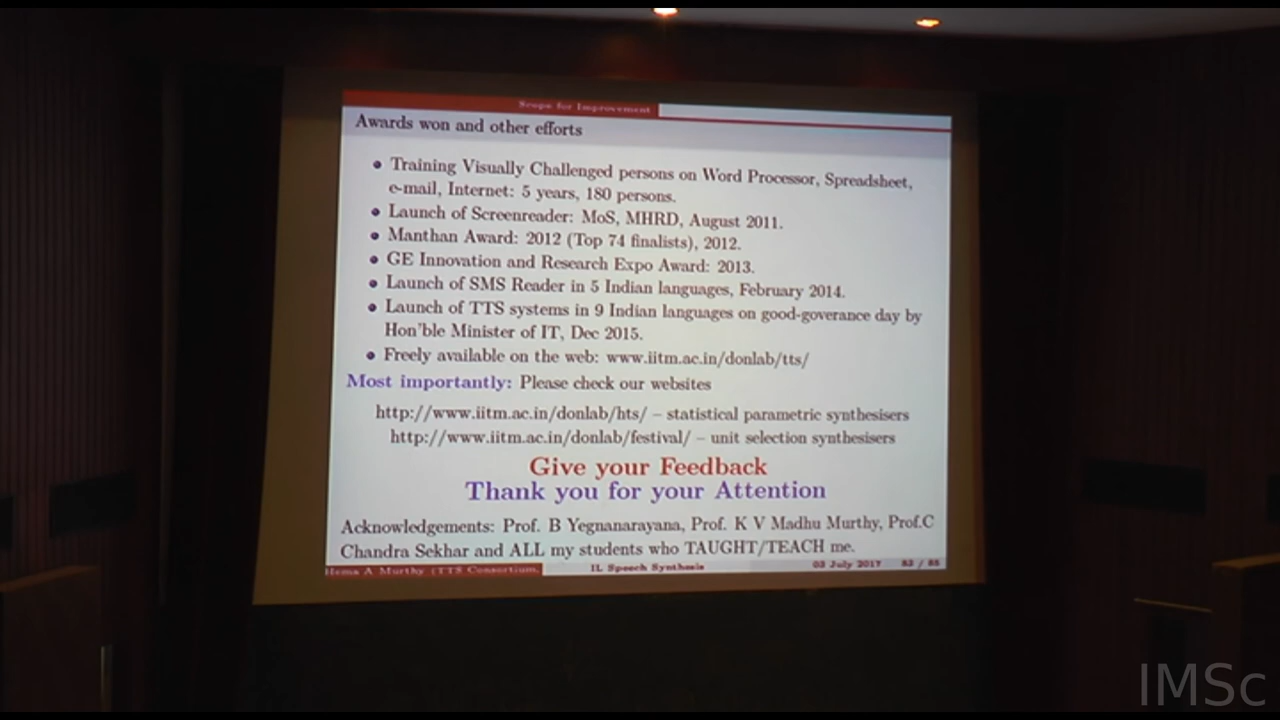 Scope for Improvement
Awards won and other efforts
Training Visually Challenged persons on Word Processor, Spreadsheet,
e-mail, Internet: 5 years, 180 persons.
Launch of Screenreader: MoS, MHRD, August 2011.
Manthan Award: 2012 (Top 74 finalists), 2012.
GE Innovation and Research Expo Award: 2013.
Launch of SMS Reader in 5 Indian languages, February 2014.
Launch of TTS systems in 9 Indian languages on good-goverance day by
Hon'ble Minister of IT, Dec 2015.
Freely available on the web: www.iitm.ac.in/donlab/tts/
Most importantly: Please check our websites
http://www.iitm.ac.in/donlab/hts/ – statistical parametric synthesisers
http://www.iitm.ac.in/donlab/festival/ – unit selection synthesisers
Give your Feedback
Thank you for your Attention
Acknowledgements: Prof. B Yegnanarayana, Prof. K V Madhu Murthy, Prof.C
Chandra Sekhar and ALL my students who TAUGHT/TEACH me.
Hema A Murthy (TTS Consortium, IL Speech Synthesis 03 July 2017 83 / 85
IMSc